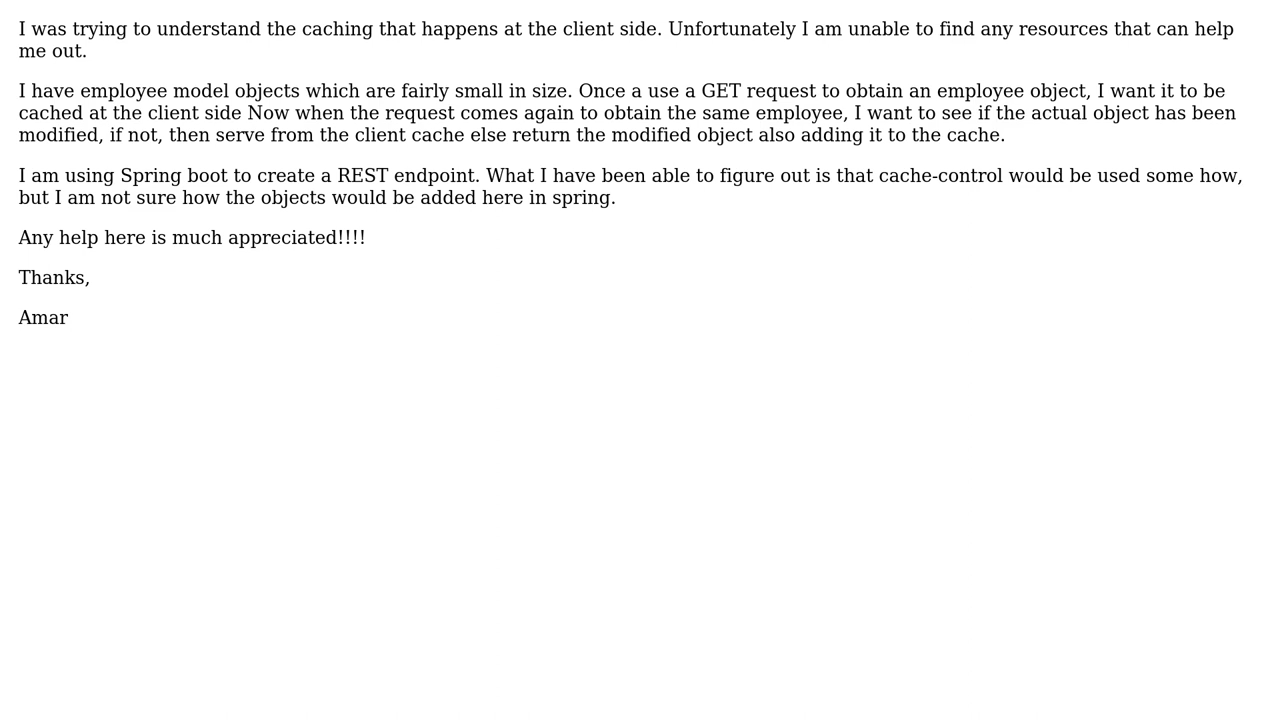 I was trying to understand the caching that happens at the client side. Unfortunately I am unable to find any resources that can help
me out.
I have employee model objects which are fairly small in size. Once a use a GET request to obtain an employee object, I want it to be
cached at the client side Now when the request comes again to obtain the same employee, I want to see if the actual object has been
modified, if not, then serve from the client cache else return the modified object also adding it to the cache.
I am using Spring boot to create a REST endpoint. What I have been able to figure out is that cache-control would be used some how,
but I am not sure how the objects would be added here in spring.
Any help here is much appreciated!!!!
Thanks,
Amar